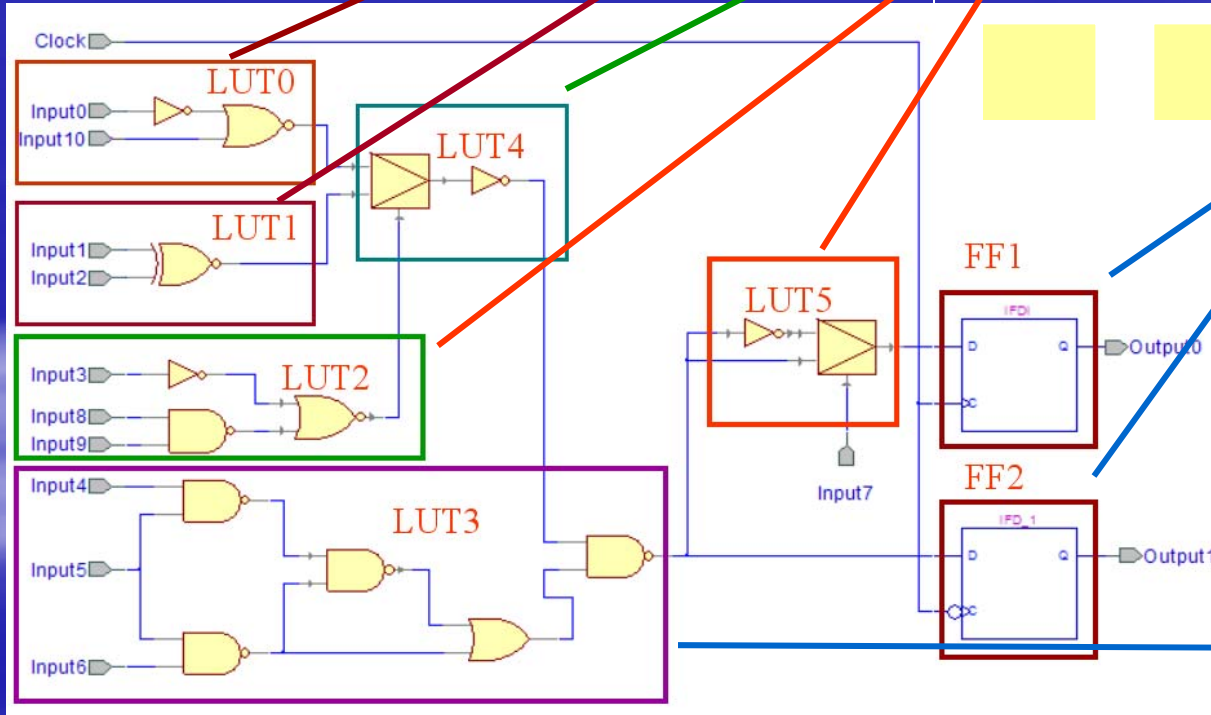 Clock
LUT0
Input0
Input10
LUT4
LUT1
Input1
Input2
LUT2
Input3
Input8
Input9
LUT3
Input4
Input5
Input6
LUT5
Input7
FF1
IFDI
D
Q
C
Output0
FF2
IFD_1
D
Q
C
Output1